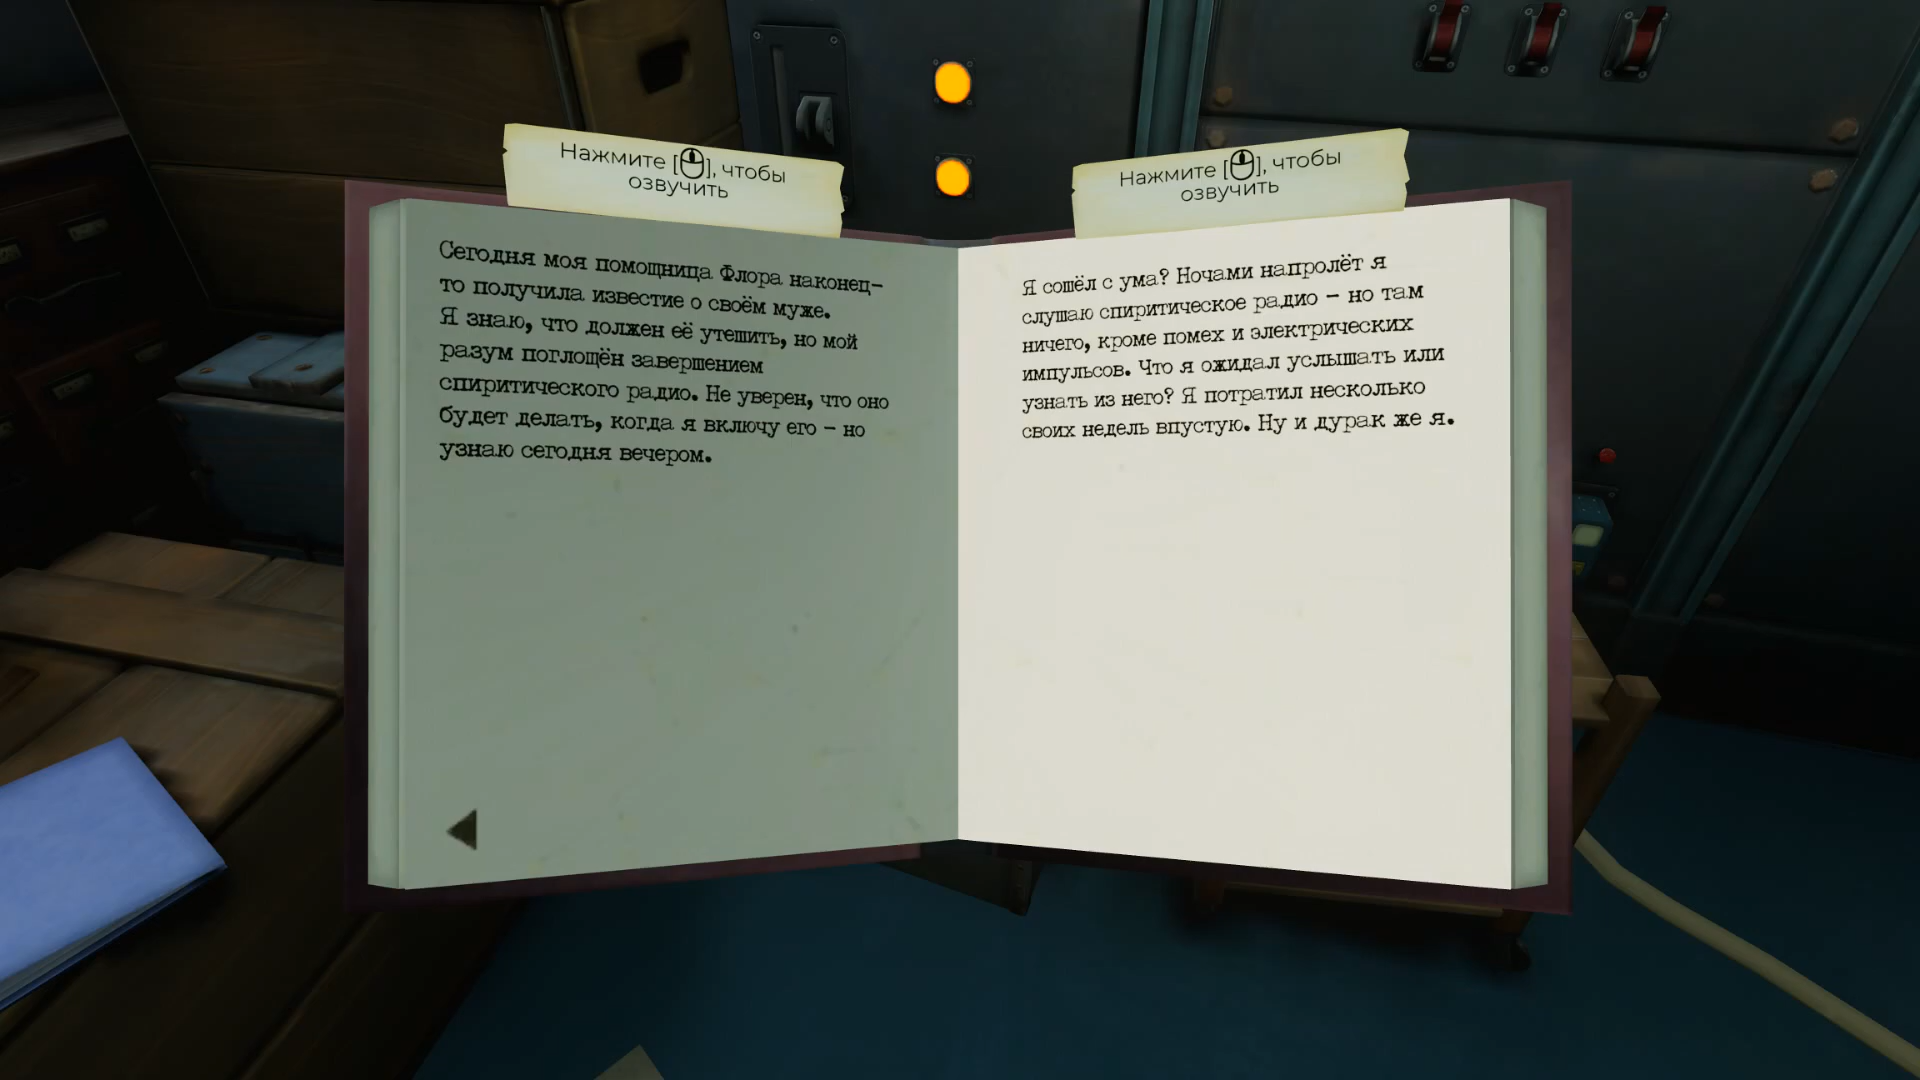 Нажмите [], чтобы
озвучить
Сегодня моя помощница Флора наконец-
то получила известие о своём муже.
Я знаю, что должен её утешить, но мой
разум поглощён завершением
спиритического радио. Не уверен, что оно
будет делать, когда я включу его – но
узнаю сегодня вечером.
Нажмите [], чтобы
озвучить
Я сошёл с ума? Ночами напролёт я
слушаю спиритическое радио – но там
ничего, кроме помех и электрических
импульсов. Что я ожидал услышать или
узнать из него? Я потратил несколько
своих недель впустую. Ну и дурак же я.